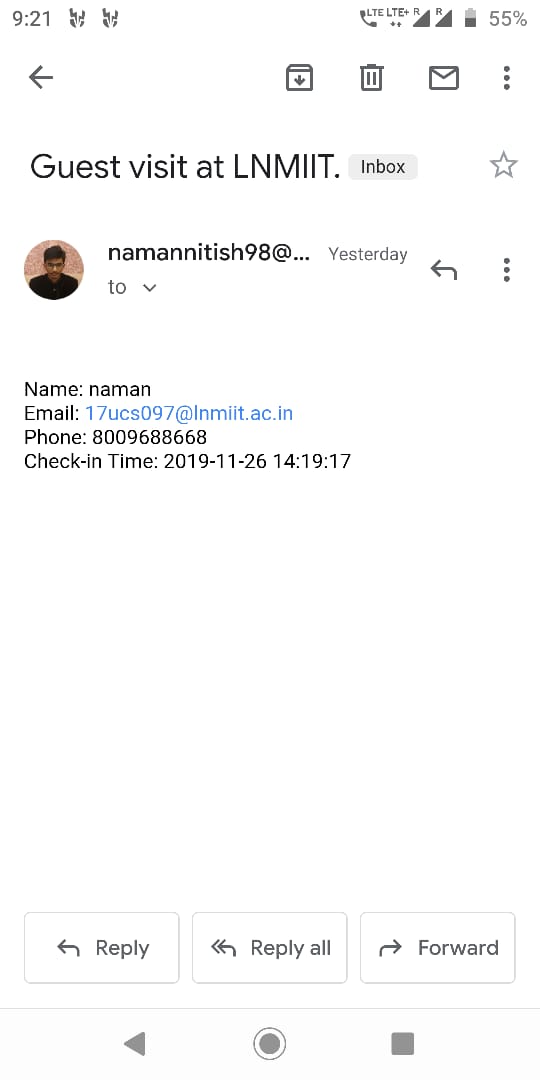 9:21 LTE LTE+ R R 55%
Guest visit at LNMIIT. Inbox
namannitish98@... Yesterday
to
Name: naman
Email: 17ucs097@lnmiit.ac.in
Phone: 8009688668
Check-in Time: 2019-11-26 14:19:17
Reply Reply all Forward